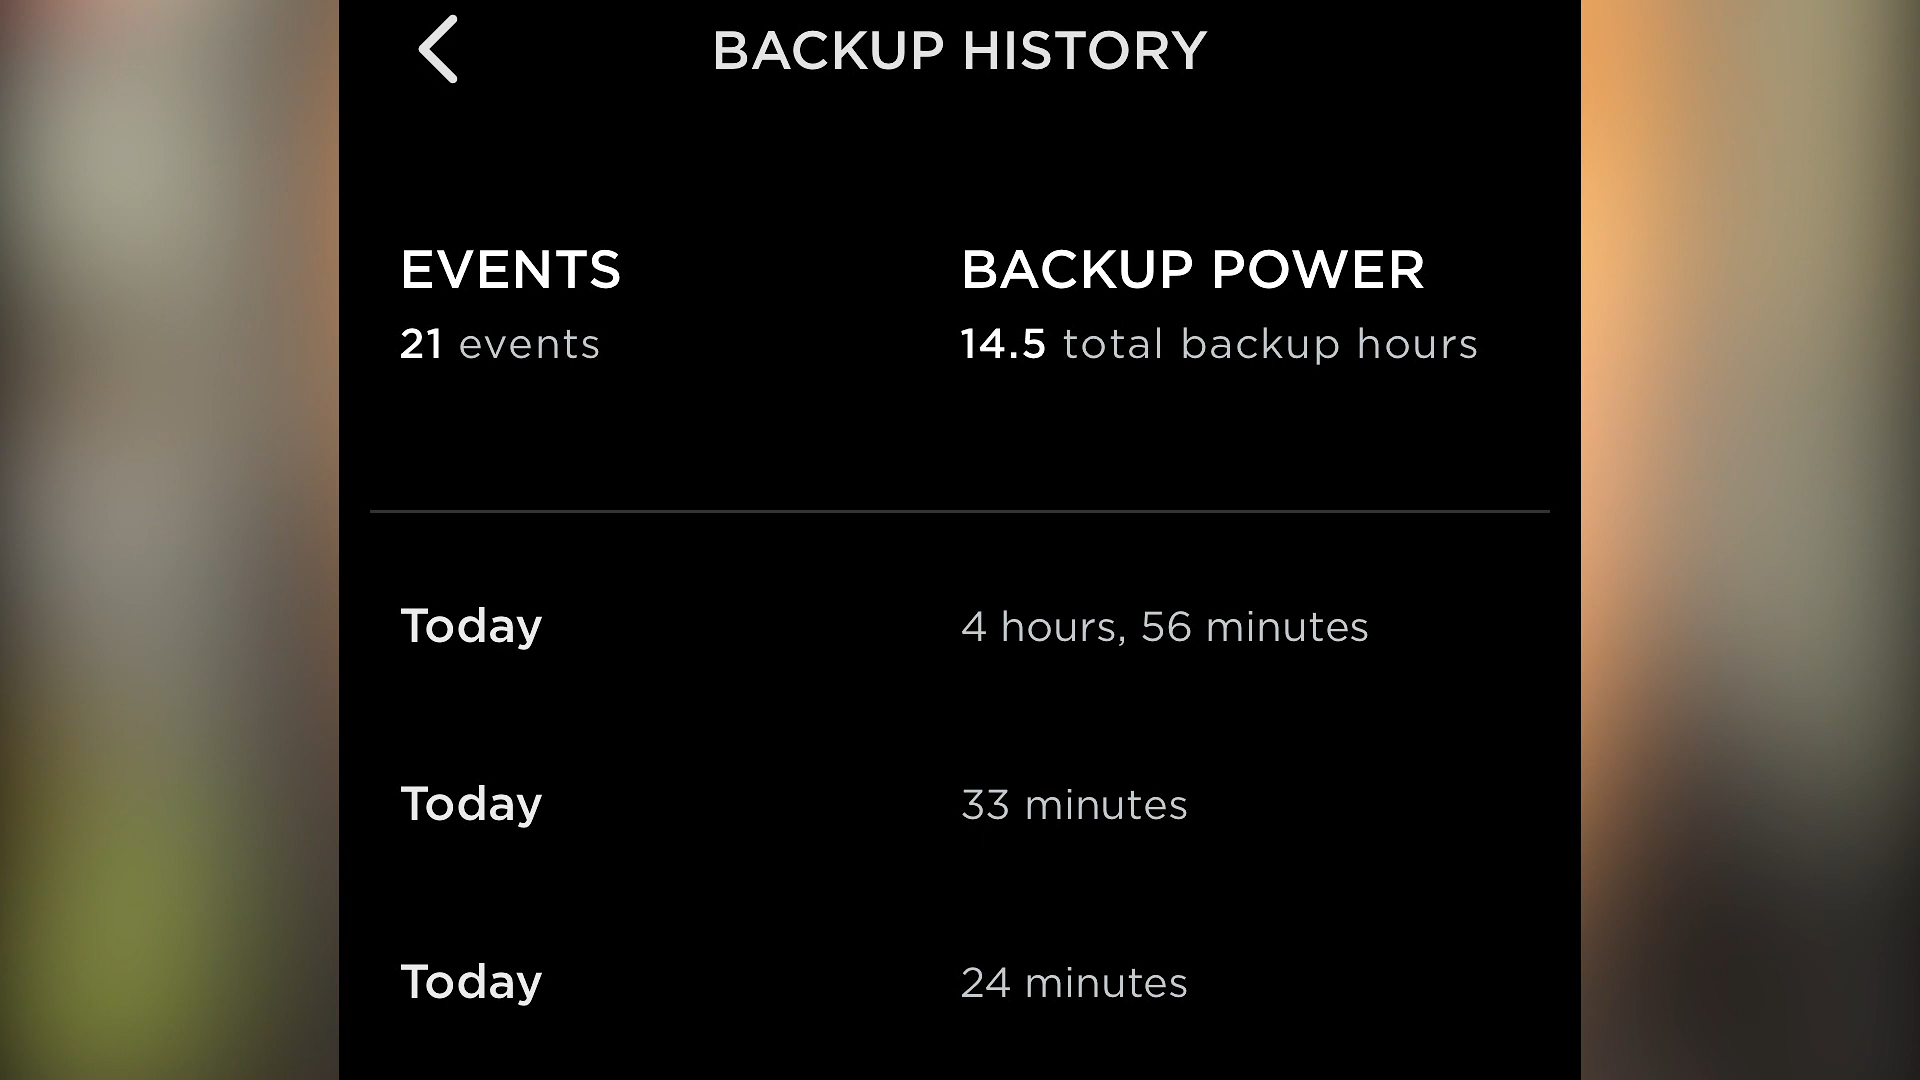 BACKUP HISTORY
EVENTS
21 events
BACKUP POWER
14.5 total backup hours
Today
4 hours, 56 minutes
Today
33 minutes
Today
24 minutes